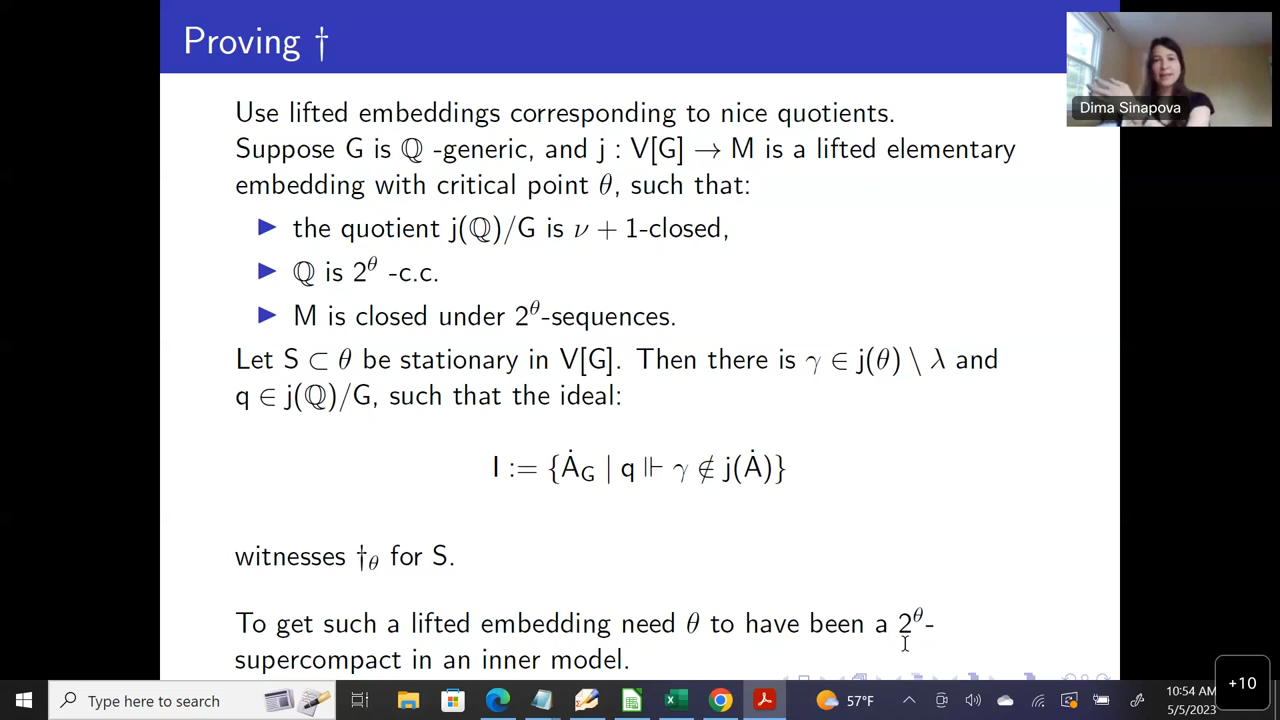 Proving †
Dima Sinapova
Use lifted embeddings corresponding to nice quotients.
Suppose G is ℚ -generic, and j : V[G] → M is a lifted elementary
embedding with critical point θ, such that:
▶ the quotient j(ℚ)/G is ν + 1-closed,
▶ ℚ is 2^θ -c.c.
▶ M is closed under 2^θ-sequences.
Let S ⊂ θ be stationary in V[G]. Then there is γ ∈ j(θ) \ λ and
q ∈ j(ℚ)/G, such that the ideal:
I := {Ȧ_G | q ⊩ γ ∉ j(Ȧ)}
witnesses †_θ for S.
To get such a lifted embedding need θ to have been a 2^θ-
supercompact in an inner model.
+10
Type here to search
57°F
10:54 AM
5/5/2023